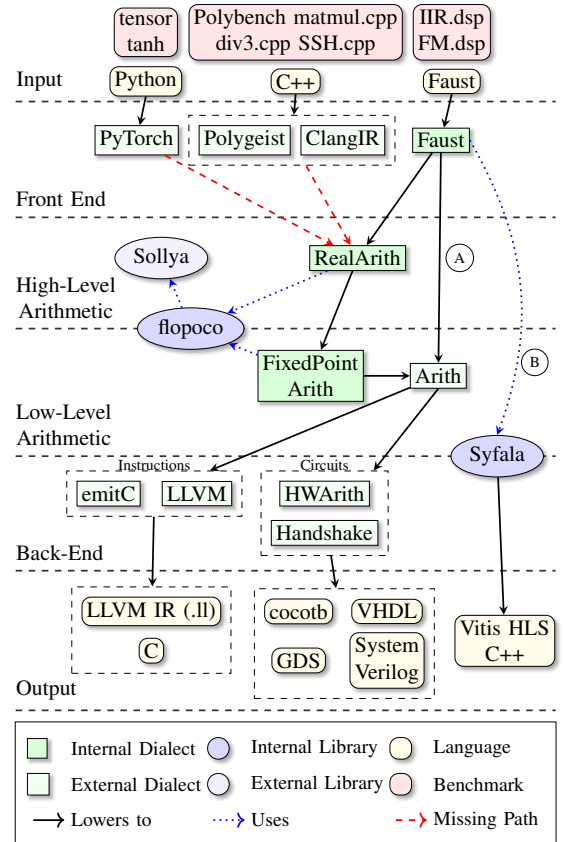 tensor
tanh
Polybench matmul.cpp
div3.cpp SSH.cpp
IIR.dsp
FM.dsp
Input
Python
C++
Faust
PyTorch
Polygeist
ClangIR
Faust
Front End
Sollya
RealArith
A
High-Level
Arithmetic
flopoco
FixedPoint
Arith
Arith
B
Low-Level
Arithmetic
Syfala
Instructions
emitC
LLVM
Circuits
HWArith
Handshake
Back-End
LLVM IR (.ll)
C
cocotb
VHDL
GDS
System
Verilog
Vitis HLS
C++
Output
Internal Dialect
Internal Library
Language
External Dialect
External Library
Benchmark
Lowers to
Uses
Missing Path